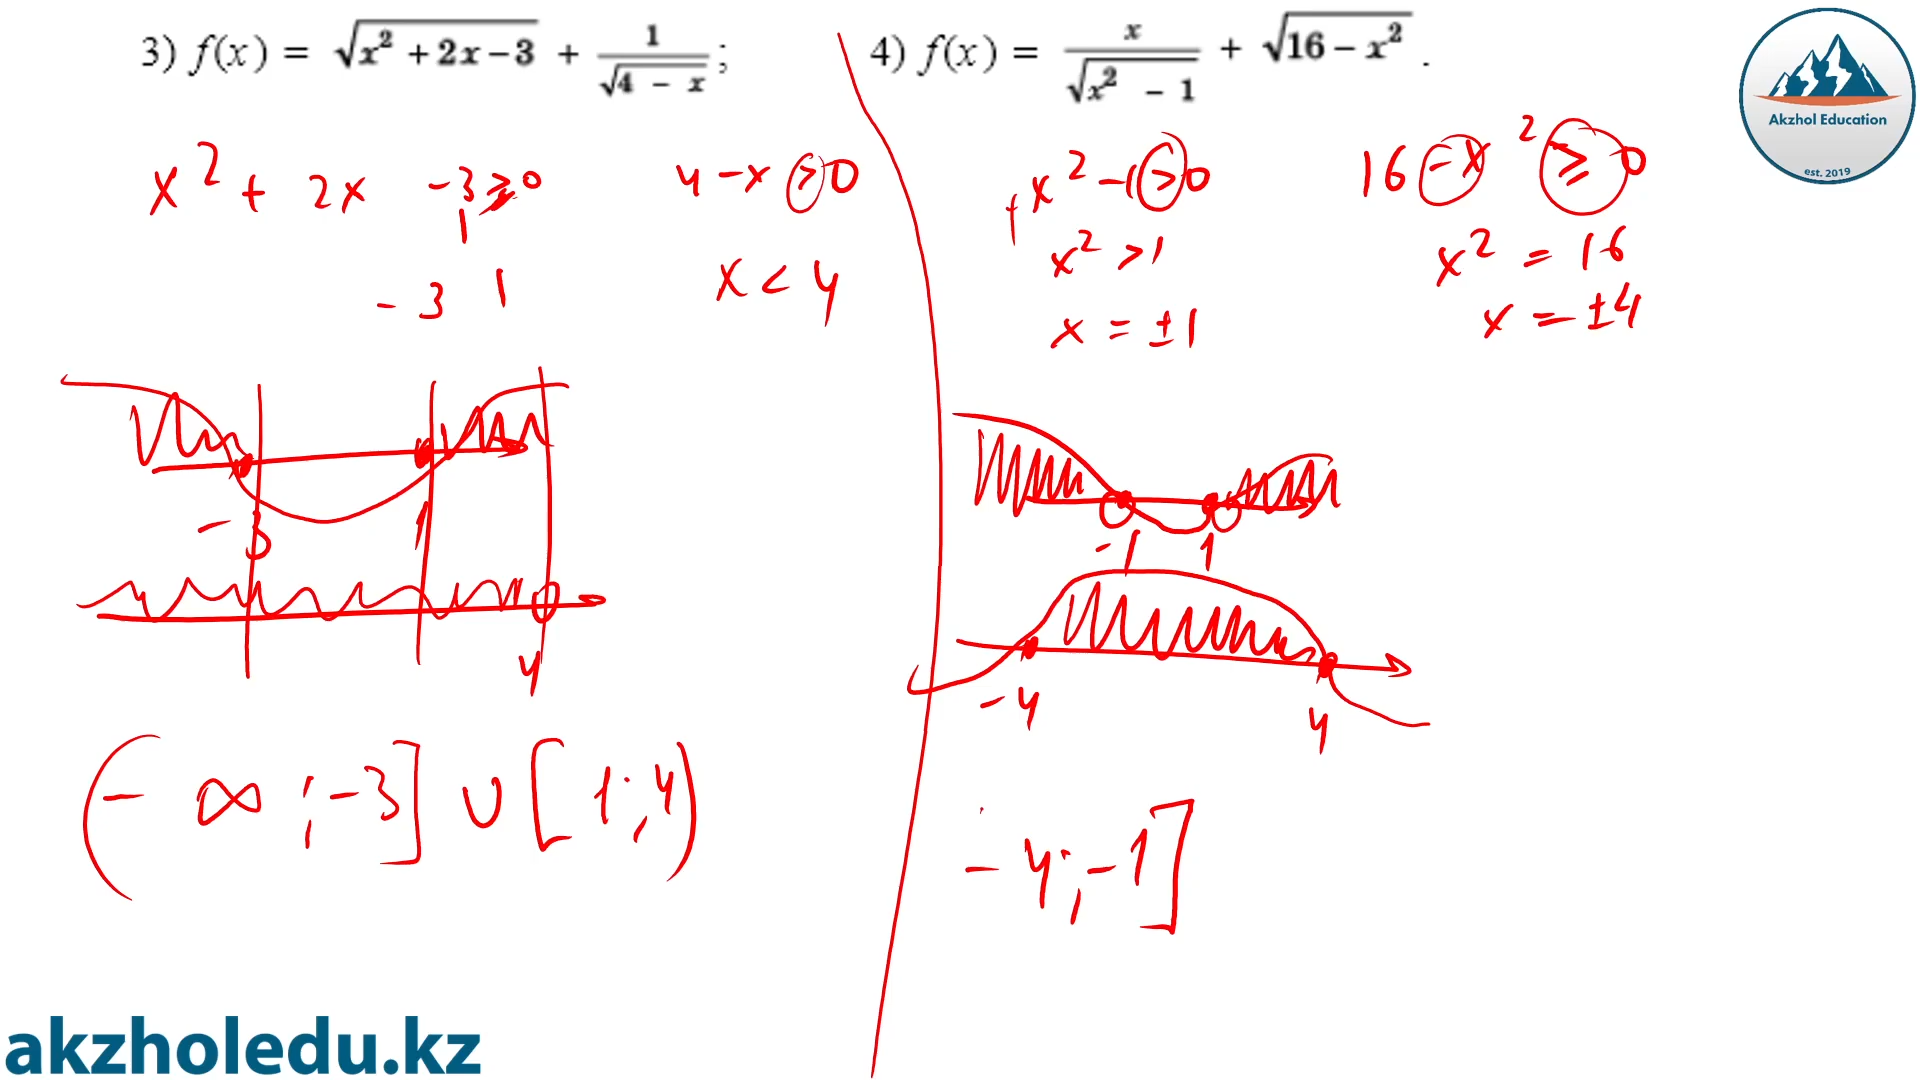 3) f(x) = √(x² + 2x − 3) + 1/√(4 − x) ;
4) f(x) = x/√(x² − 1) + √(16 − x²) .
Akzhol Education
est. 2019
x² + 2x − 3 ≥ 0
4 − x > 0
1
− 3 1
x < 4
+x² − 1 > 0
x² > 1
x = ±1
16 − x² ≥ 0
x² = 16
x = ±4
− 3 1
4
−1 1
−4 4
(− ∞ ; −3] ∪ [1; 4)
− 4; −1]
akzholedu.kz